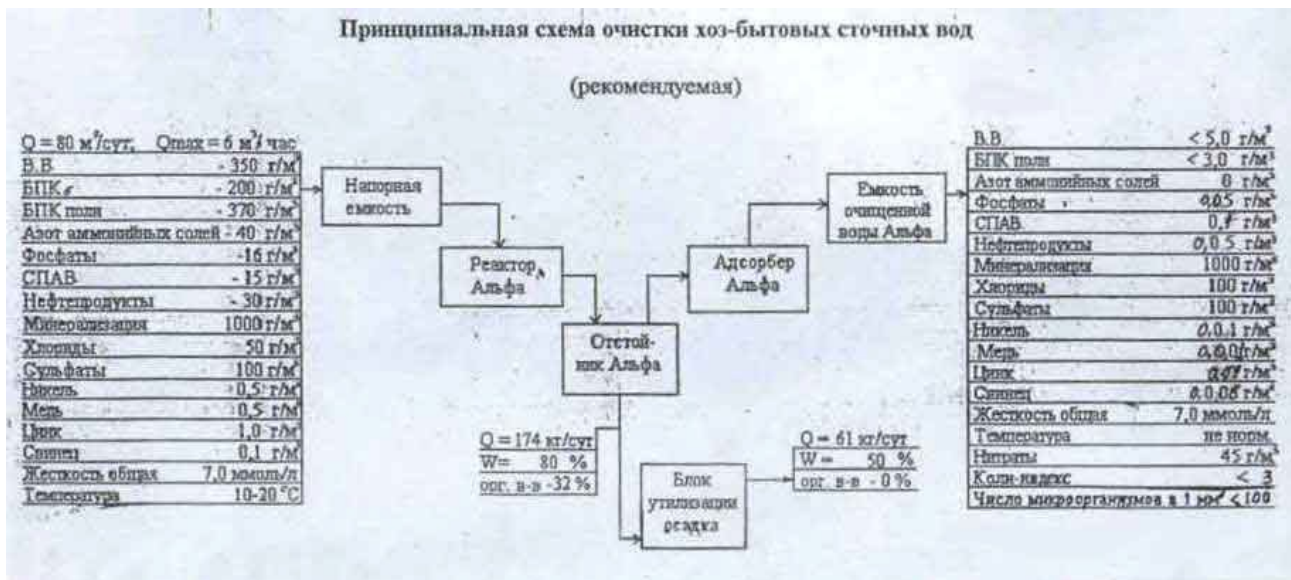 Принципиальная схема очистки хоз-бытовых сточных вод
(рекомендуемая)
Q = 80 м³/сут, Qmax = 6 м³/ час
В.В. - 350 г/м³
БПК - 200 г/м³
БПК полн - 370 г/м³
Азот аммонийных солей - 40 г/м³
Фосфаты -16 г/м³
СПАВ - 15 г/м³
Нефтепродукты - 30 г/м³
Минерализация 1000 г/м³
Хлориды 50 г/м³
Сульфаты 100 г/м³
Никель 0,5 г/м³
Медь 0,5 г/м³
Цинк 1,0 г/м³
Свинец 0,1 г/м³
Жесткость общая 7,0 ммоль/л
Температура 10-20 °С
Напорная
емкость
Реактор
Альфа
Отстой-
ник Альфа
Адсорбер
Альфа
Емкость
очищенной
воды Альфа
Q = 174 кг/сут
W= 80 %
орг. в-в -32 %
Блок
утилизации
осадка
Q = 61 кг/сут
W = 50 %
орг. в-в - 0 %
В.В. < 5,0 г/м³
БПК полн < 3,0 г/м³
Азот аммонийных солей 0 г/м³
Фосфаты 0,05 г/м³
СПАВ г/м³
Нефтепродукты 0,05 г/м³
Минерализация 1000 г/м³
Хлориды 100 г/м³
Сульфаты 100 г/м³
Никель 0,01 г/м³
Медь г/м³
Цинк г/м³
Свинец г/м³
Жесткость общая 7,0 ммоль/л
Температура не норм.
Нитраты 45 г/м³
Коли-индекс < 3
Число микроорганизмов в 1 <100